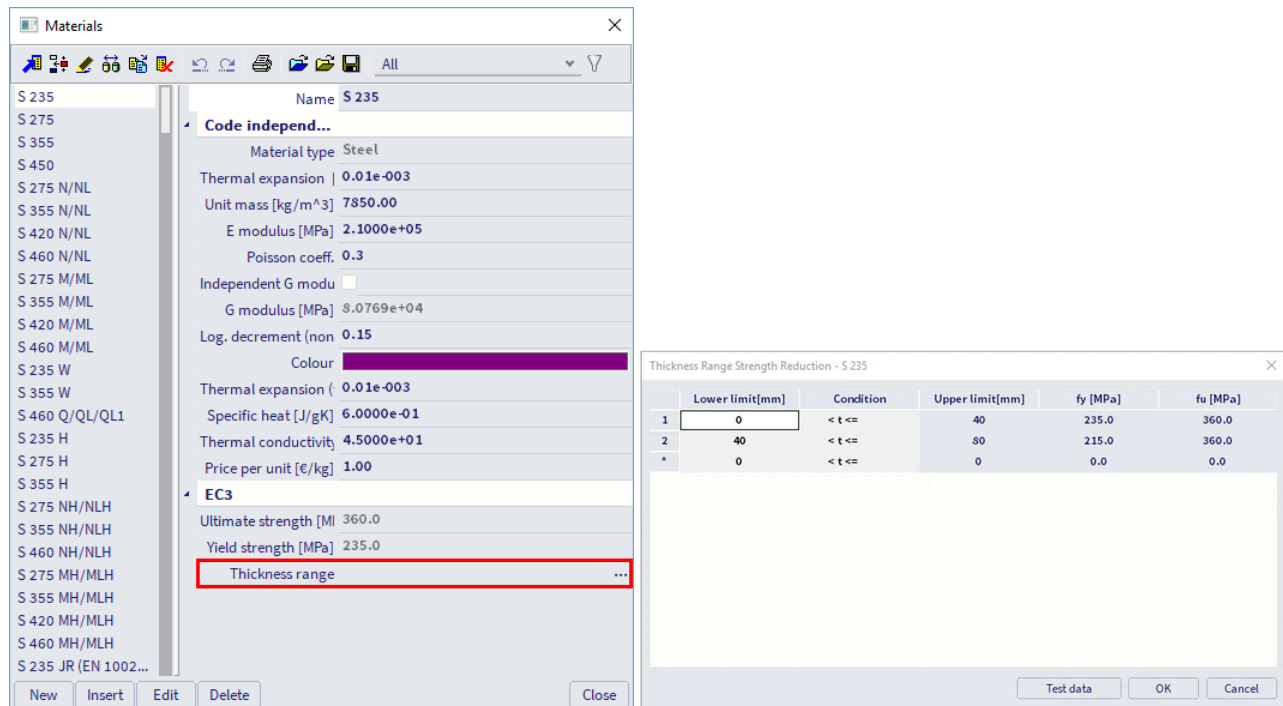 Materials
All
S 235
S 275
S 355
S 450
S 275 N/NL
S 355 N/NL
S 420 N/NL
S 460 N/NL
S 275 M/ML
S 355 M/ML
S 420 M/ML
S 460 M/ML
S 235 W
S 355 W
S 460 Q/QL/QL1
S 235 H
S 275 H
S 355 H
S 275 NH/NLH
S 355 NH/NLH
S 460 NH/NLH
S 275 MH/MLH
S 355 MH/MLH
S 420 MH/MLH
S 460 MH/MLH
S 235 JR (EN 1002...
Name S 235
Code independ...
Material type Steel
Thermal expansion | 0.01e-003
Unit mass [kg/m^3] 7850.00
E modulus [MPa] 2.1000e+05
Poisson coeff. 0.3
Independent G modu
G modulus [MPa] 8.0769e+04
Log. decrement (non 0.15
Colour
Thermal expansion ( 0.01e-003
Specific heat [J/gK] 6.0000e-01
Thermal conductivity 4.5000e+01
Price per unit [€/kg] 1.00
EC3
Ultimate strength [M 360.0
Yield strength [MPa] 235.0
Thickness range ...
New Insert Edit Delete Close
Thickness Range Strength Reduction - S 235
Lower limit[mm] Condition Upper limit[mm] fy [MPa] fu [MPa]
1 0 < t <= 40 235.0 360.0
2 40 < t <= 80 215.0 360.0
* 0 < t <= 0 0.0 0.0
Test data OK Cancel